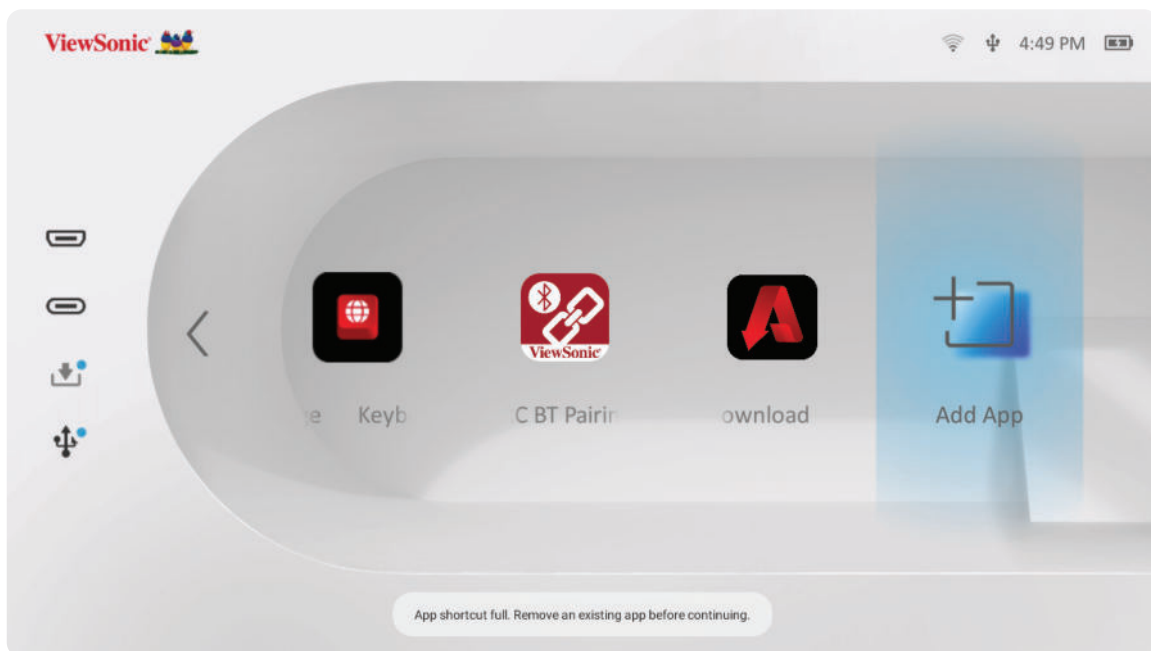 ViewSonic
4:49 PM
ViewSonic
e Keyb
C BT Pairin
ownload
Add App
App shortcut full. Remove an existing app before continuing.